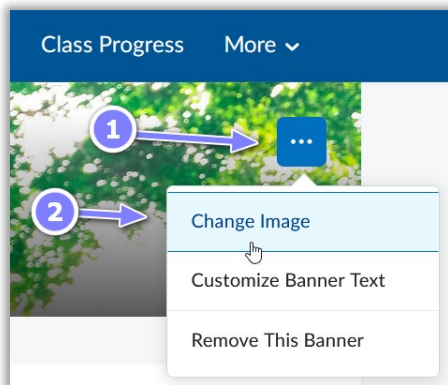 Class Progress More
1
...
2
Change Image
Customize Banner Text
Remove This Banner